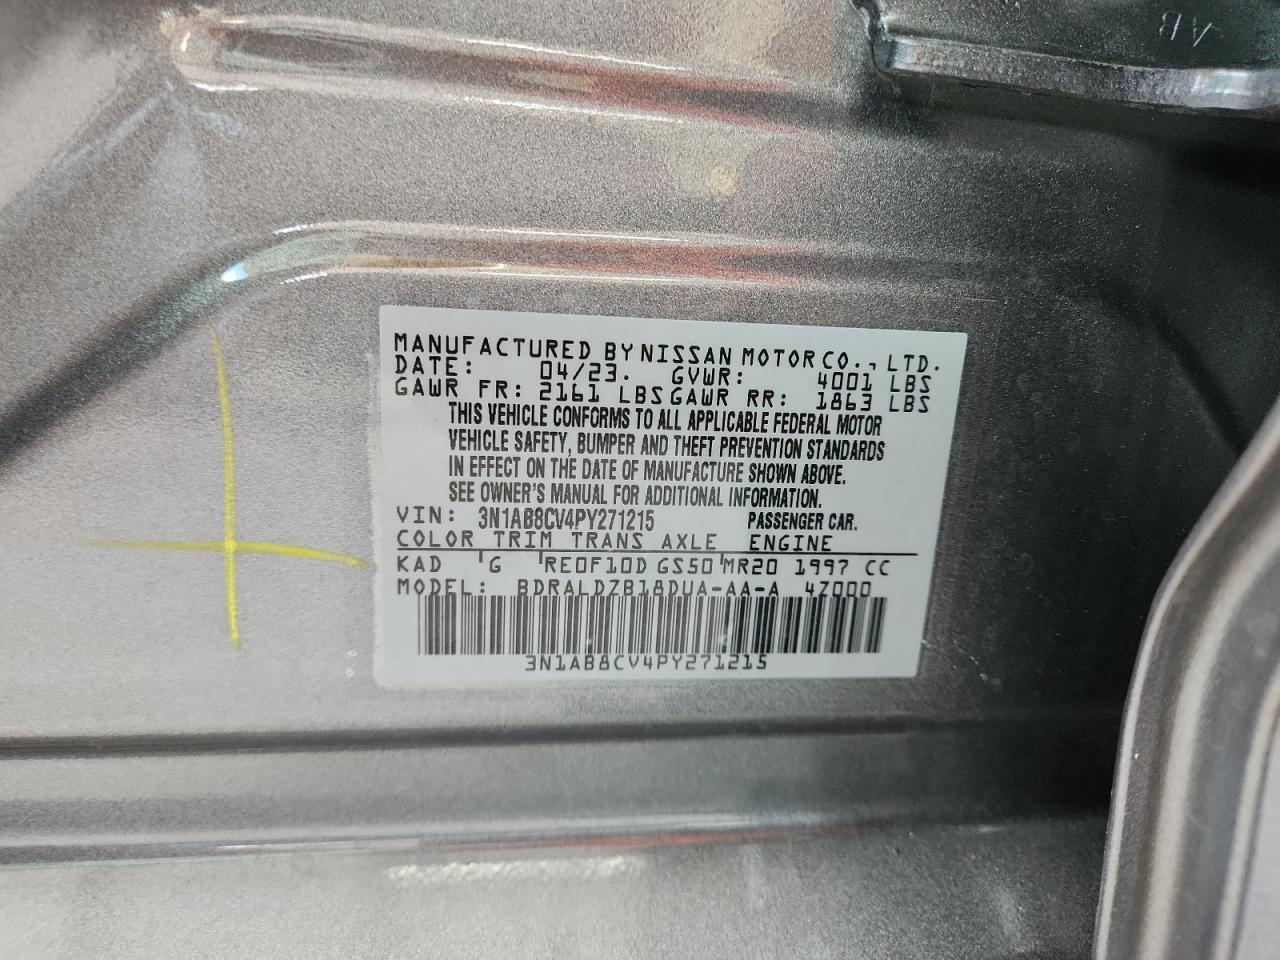 AB
MANUFACTURED BY NISSAN MOTOR CO., LTD.
DATE: 04/23. GVWR: 4001 LBS
GAWR FR: 2161 LBS GAWR RR: 1863 LBS
THIS VEHICLE CONFORMS TO ALL APPLICABLE FEDERAL MOTOR
VEHICLE SAFETY, BUMPER AND THEFT PREVENTION STANDARDS
IN EFFECT ON THE DATE OF MANUFACTURE SHOWN ABOVE.
SEE OWNER'S MANUAL FOR ADDITIONAL INFORMATION.
VIN: 3N1AB8CV4PY271215 PASSENGER CAR.
COLOR TRIM TRANS AXLE ENGINE
KAD G RE0F10D GS50 MR20 1997 CC
MODEL: BDRALDZB18DUA-AA-A 4Z000
3N1AB8CV4PY271215